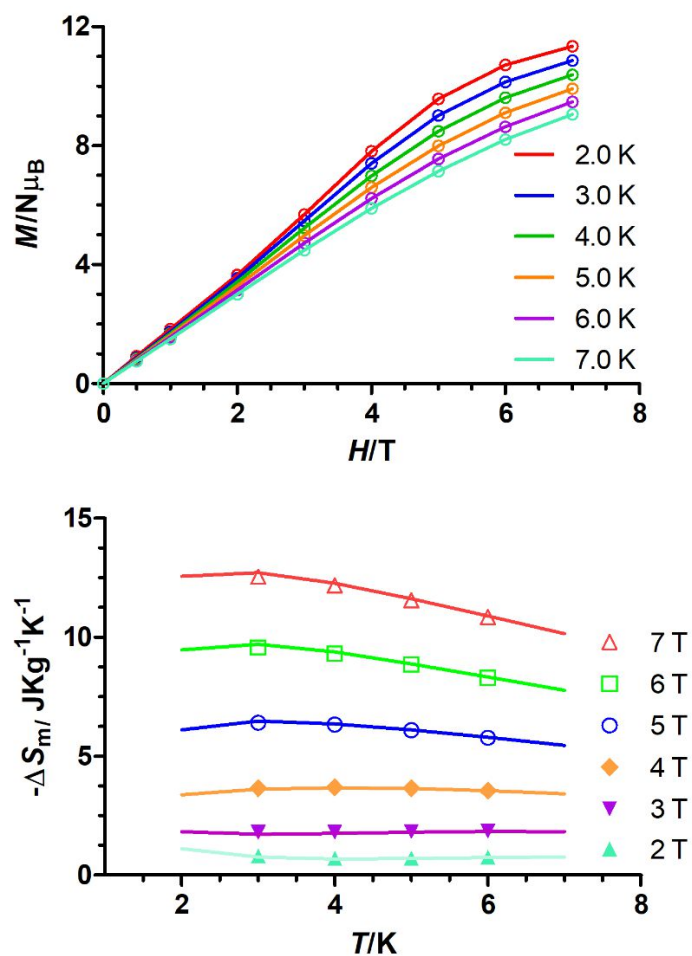 12
8
4
0
M/NμB
2.0 K
3.0 K
4.0 K
5.0 K
6.0 K
7.0 K
0 2 4 6 8
H/T
15
10
5
0
-ΔSm/ JKg-1K-1
7 T
6 T
5 T
4 T
3 T
2 T
2 4 6 8
T/K